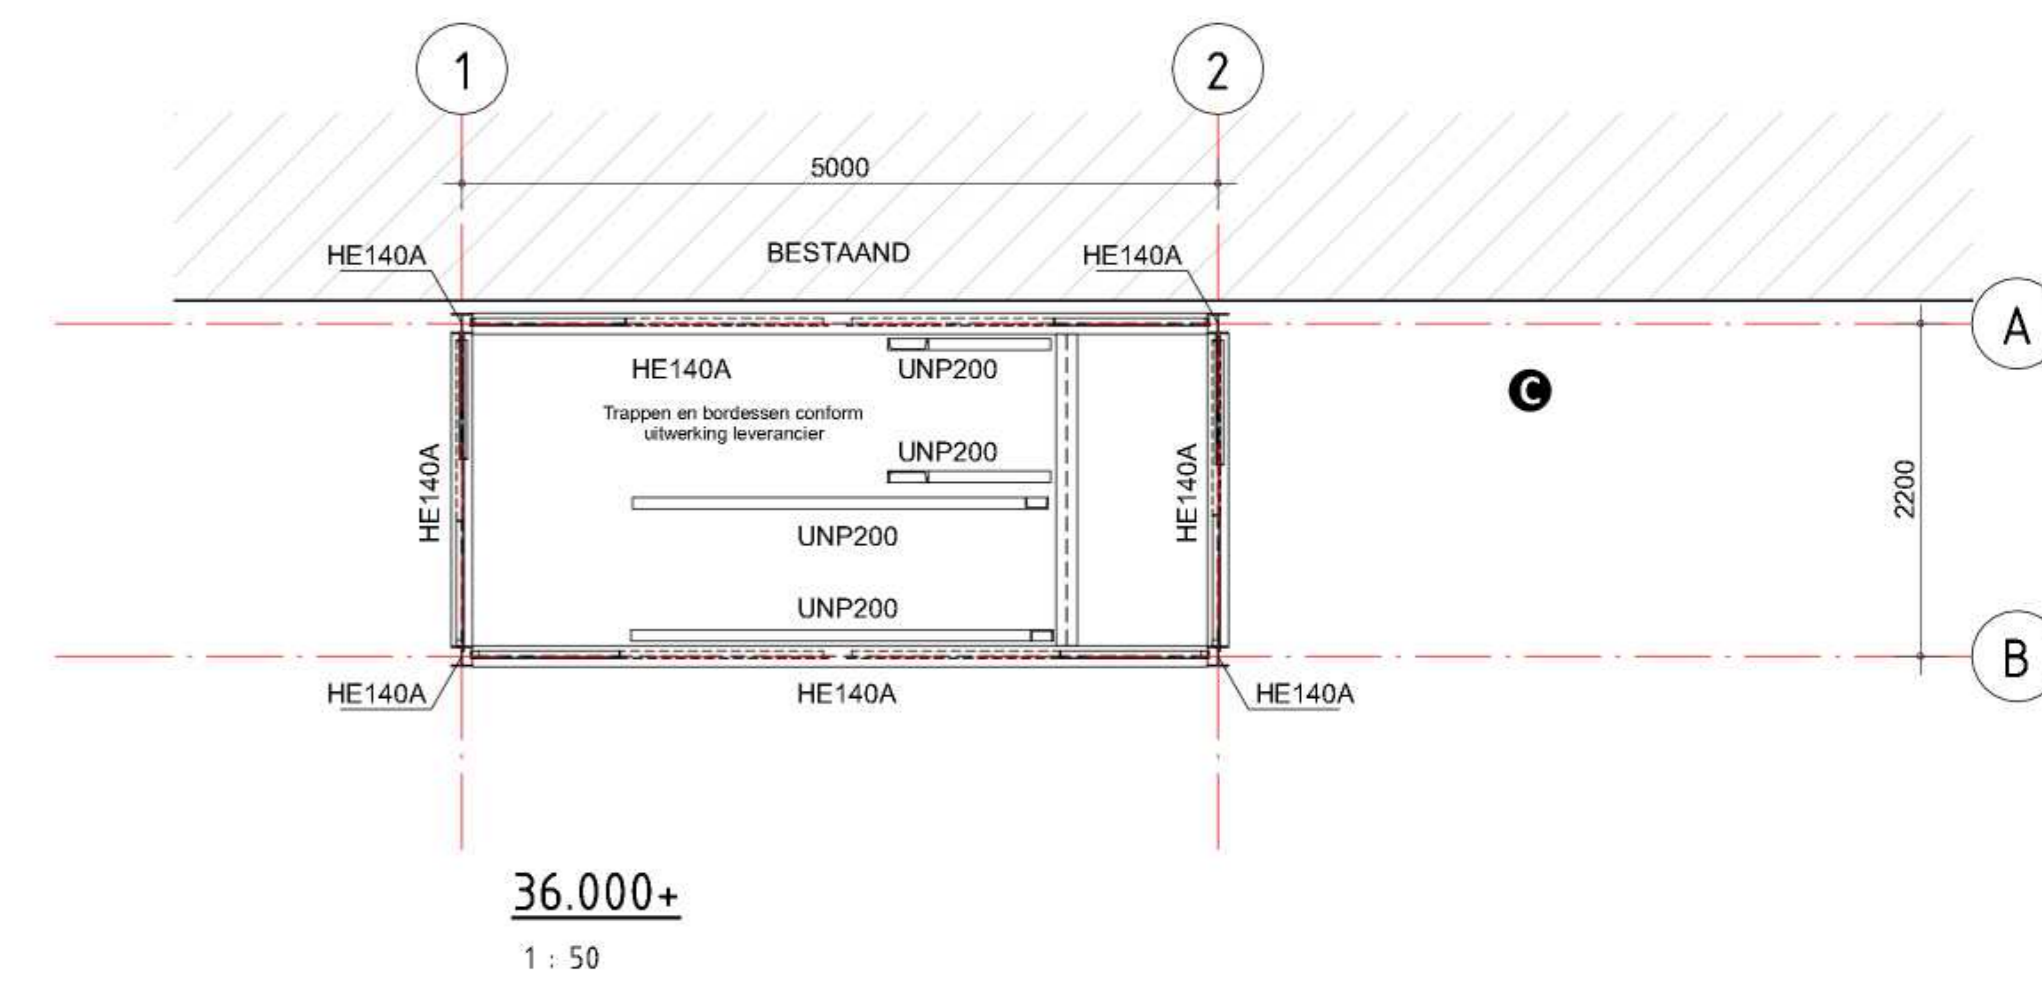 1
2
5000
HE140A
BESTAAND
HE140A
A
HE140A
UNP200
C
Trappen en bordessen conform
uitwerking leverancier
UNP200
HE140A
HE140A
2200
UNP200
UNP200
B
HE140A
HE140A
HE140A
36.000+
1 : 50